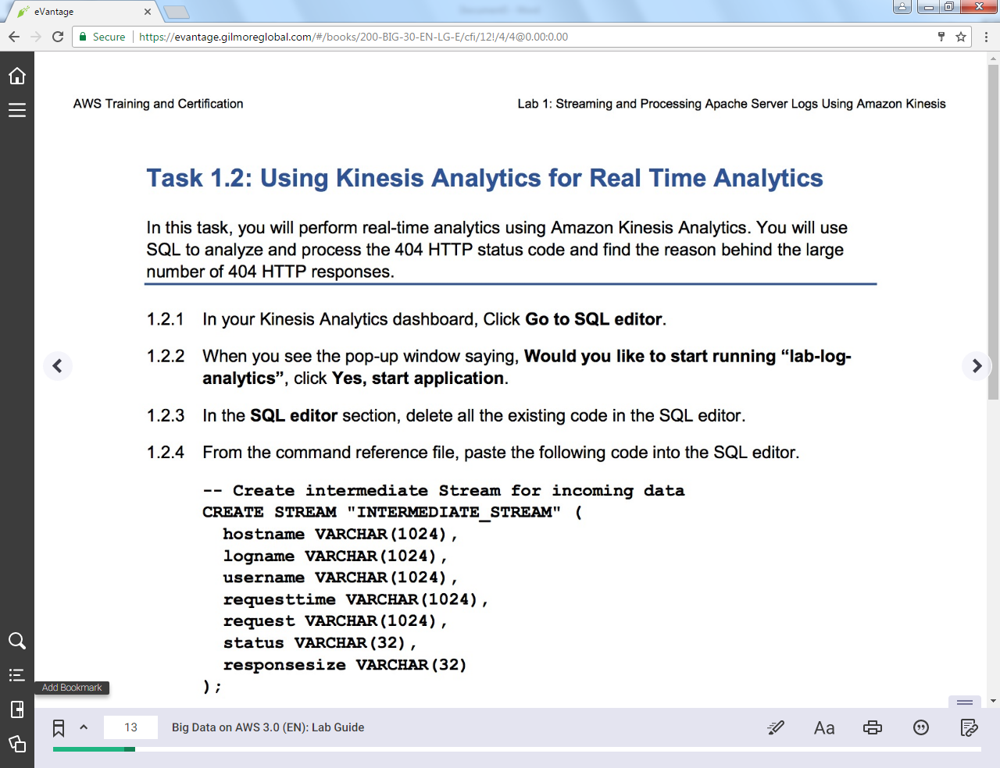 eVantage
Secure
https://evantage.gilmoreglobal.com/#/books/200-BIG-30-EN-LG-E/cfi/12!/4/4@0.00:0.00
AWS Training and Certification
Lab 1: Streaming and Processing Apache Server Logs Using Amazon Kinesis
Task 1.2: Using Kinesis Analytics for Real Time Analytics
In this task, you will perform real-time analytics using Amazon Kinesis Analytics. You will use
SQL to analyze and process the 404 HTTP status code and find the reason behind the large
number of 404 HTTP responses.
1.2.1 In your Kinesis Analytics dashboard, Click Go to SQL editor.
1.2.2 When you see the pop-up window saying, Would you like to start running “lab-log-
analytics”, click Yes, start application.
1.2.3 In the SQL editor section, delete all the existing code in the SQL editor.
1.2.4 From the command reference file, paste the following code into the SQL editor.
-- Create intermediate Stream for incoming data
CREATE STREAM "INTERMEDIATE_STREAM" (
hostname VARCHAR(1024),
logname VARCHAR(1024),
username VARCHAR(1024),
requesttime VARCHAR(1024),
request VARCHAR(1024),
status VARCHAR(32),
responsesize VARCHAR(32)
);
Add Bookmark
13
Big Data on AWS 3.0 (EN): Lab Guide
Aa